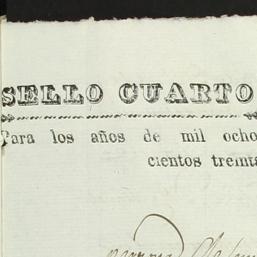 SELLO CUARTO
Para los años de mil ocho
cientos treinta